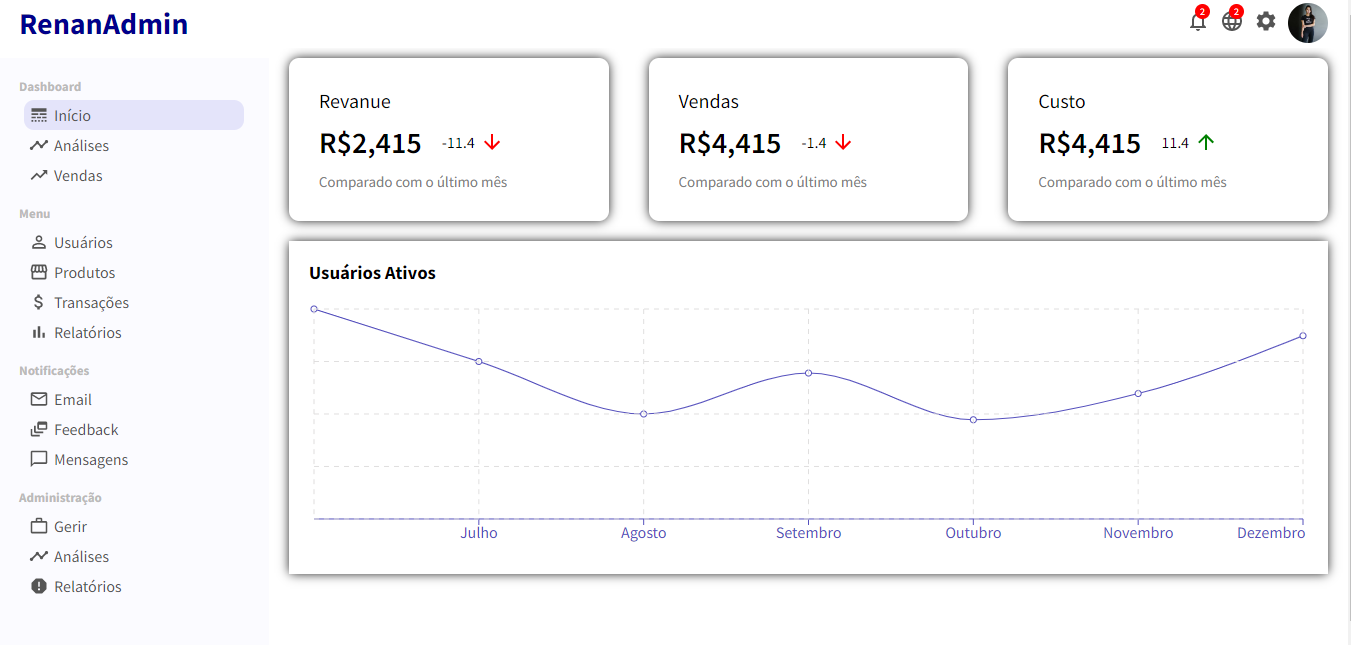 RenanAdmin
2
2
Dashboard
Início
Análises
Vendas
Menu
Usuários
Produtos
Transações
Relatórios
Notificações
Email
Feedback
Mensagens
Administração
Gerir
Análises
Relatórios
Revanue
R$2,415 -11.4
Comparado com o último mês
Vendas
R$4,415 -1.4
Comparado com o último mês
Custo
R$4,415 11.4
Comparado com o último mês
Usuários Ativos
Julho Agosto Setembro Outubro Novembro Dezembro